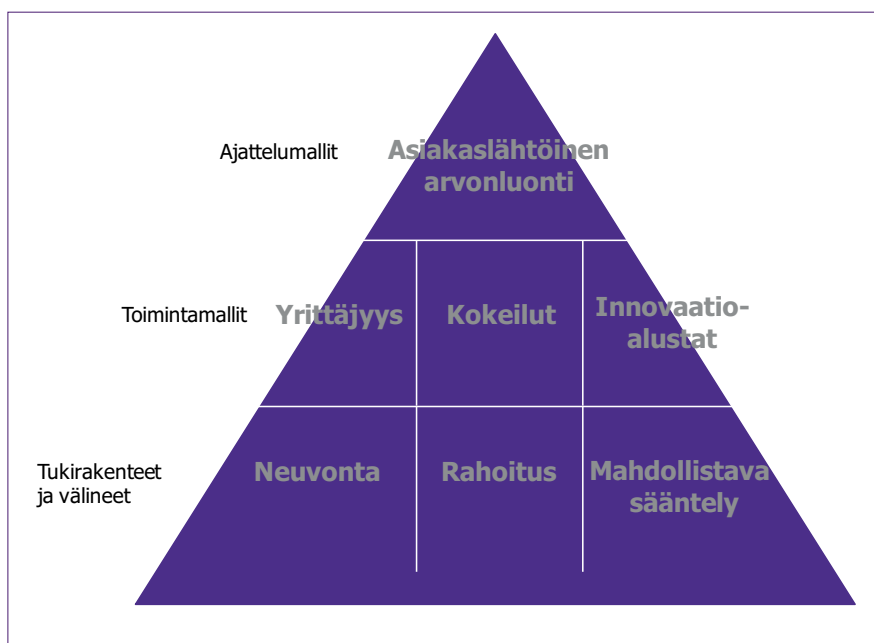 Ajattelumallit
Asiakaslähtöinen
arvonluonti
Toimintamallit
Yrittäjyys
Kokeilut
Innovaatio-
alustat
Tukirakenteet
ja välineet
Neuvonta
Rahoitus
Mahdollistava
sääntely